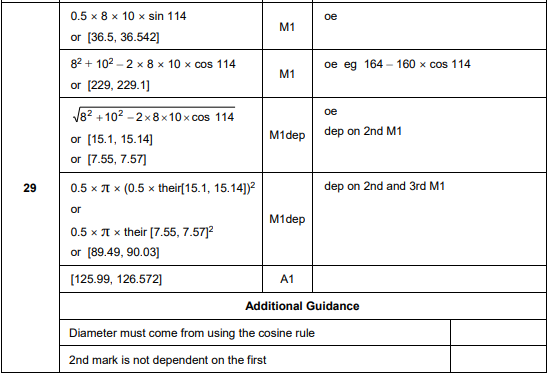 0.5 × 8 × 10 × sin 114
or [36.5, 36.542]
M1
oe
8² + 10² – 2 × 8 × 10 × cos 114
or [229, 229.1]
M1
oe eg 164 – 160 × cos 114
√8² + 10² – 2 × 8 × 10 × cos 114
or [15.1, 15.14]
or [7.55, 7.57]
M1dep
oe
dep on 2nd M1
29
0.5 × π × (0.5 × their[15.1, 15.14])²
or
0.5 × π × their [7.55, 7.57]²
or [89.49, 90.03]
M1dep
dep on 2nd and 3rd M1
[125.99, 126.572]
A1
Additional Guidance
Diameter must come from using the cosine rule
2nd mark is not dependent on the first